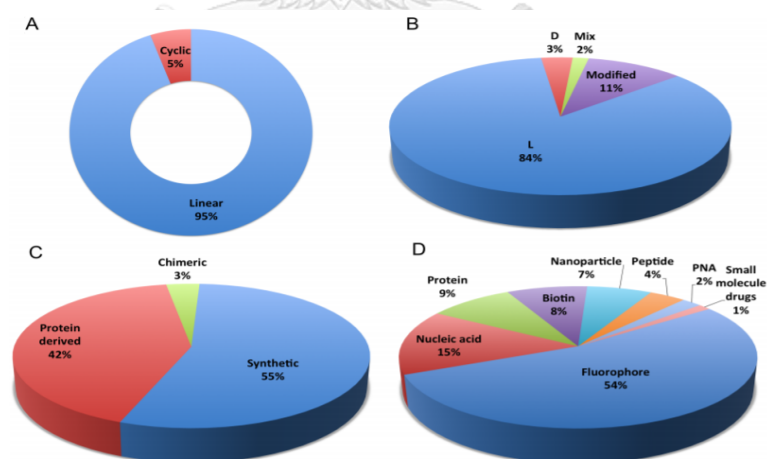 A
Cyclic
5%
Linear
95%
B
D
3%
Mix
2%
Modified
11%
L
84%
C
Chimeric
3%
Protein
derived
42%
Synthetic
55%
D
Nanoparticle
7%
Peptide
4%
PNA
2%
Small
molecule
drugs
1%
Protein
9%
Biotin
8%
Nucleic acid
15%
Fluorophore
54%